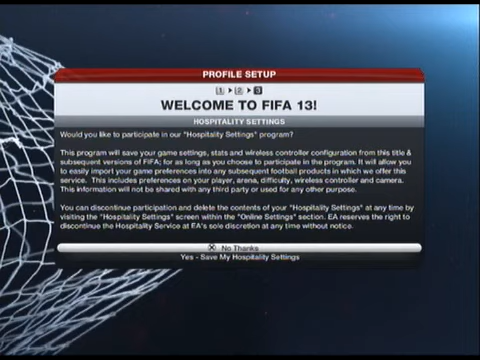 PROFILE SETUP
1 2 3
WELCOME TO FIFA 13!
HOSPITALITY SETTINGS
Would you like to participate in our "Hospitality Settings" program?
This program will save your game settings, stats and wireless controller configuration from this title &
subsequent versions of FIFA; for as long as you choose to participate in the program. It will allow you
to easily import your game preferences into any subsequent football products in which we offer this
service. This includes preferences on your player, arena, difficulty, wireless controller and camera.
This information will not be shared with any third party or used for any other purpose.
You can discontinue participation and delete the contents of your "Hospitality Settings" at any time by
visiting the "Hospitality Settings" screen within the "Online Settings" section. EA reserves the right to
discontinue the Hospitality Service at EA's sole discretion at any time without notice.
No Thanks
Yes - Save My Hospitality Settings